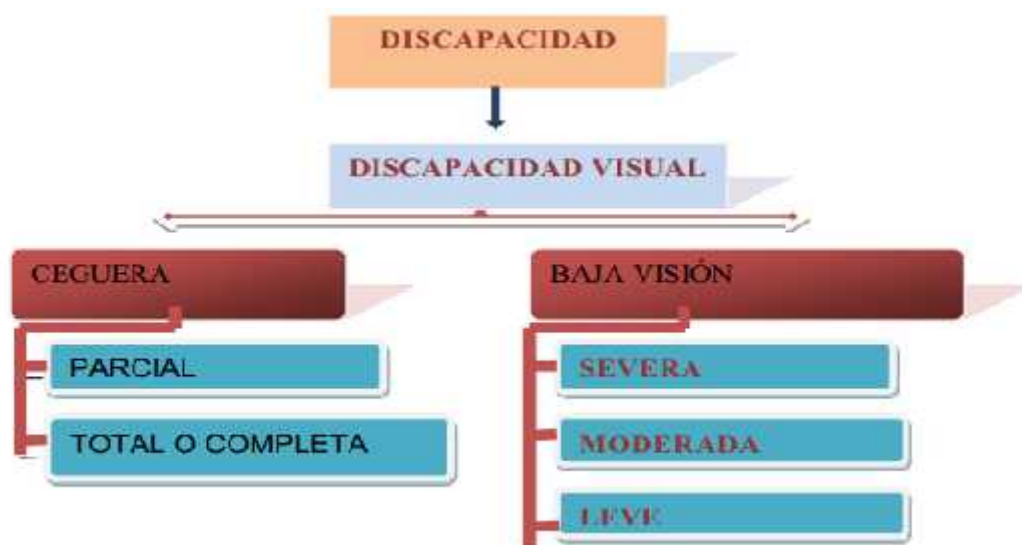 DISCAPACIDAD
DISCAPACIDAD VISUAL
CEGUERA
BAJA VISIÓN
PARCIAL
TOTAL O COMPLETA
SEVERA
MODERADA
LEVE